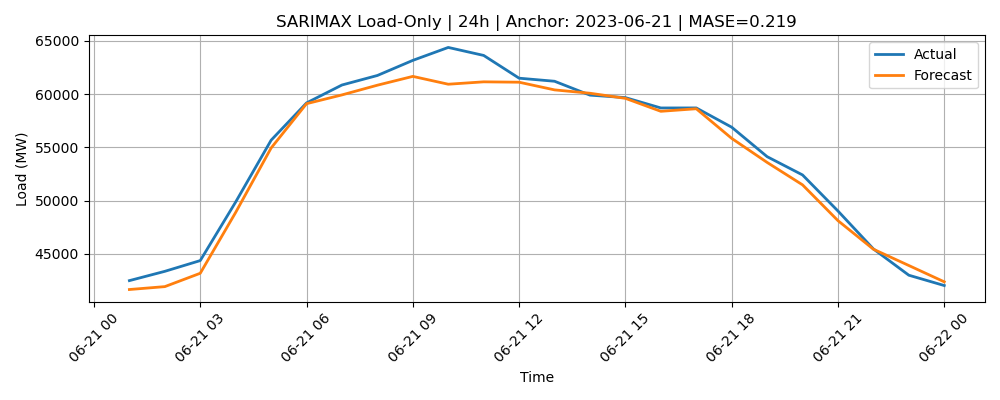 SARIMAX Load-Only | 24h | Anchor: 2023-06-21 | MASE=0.219
Actual
Forecast
Load (MW)
65000
60000
55000
50000
45000
06-21 00
06-21 03
06-21 06
06-21 09
06-21 12
06-21 15
06-21 18
06-21 21
06-22 00
Time